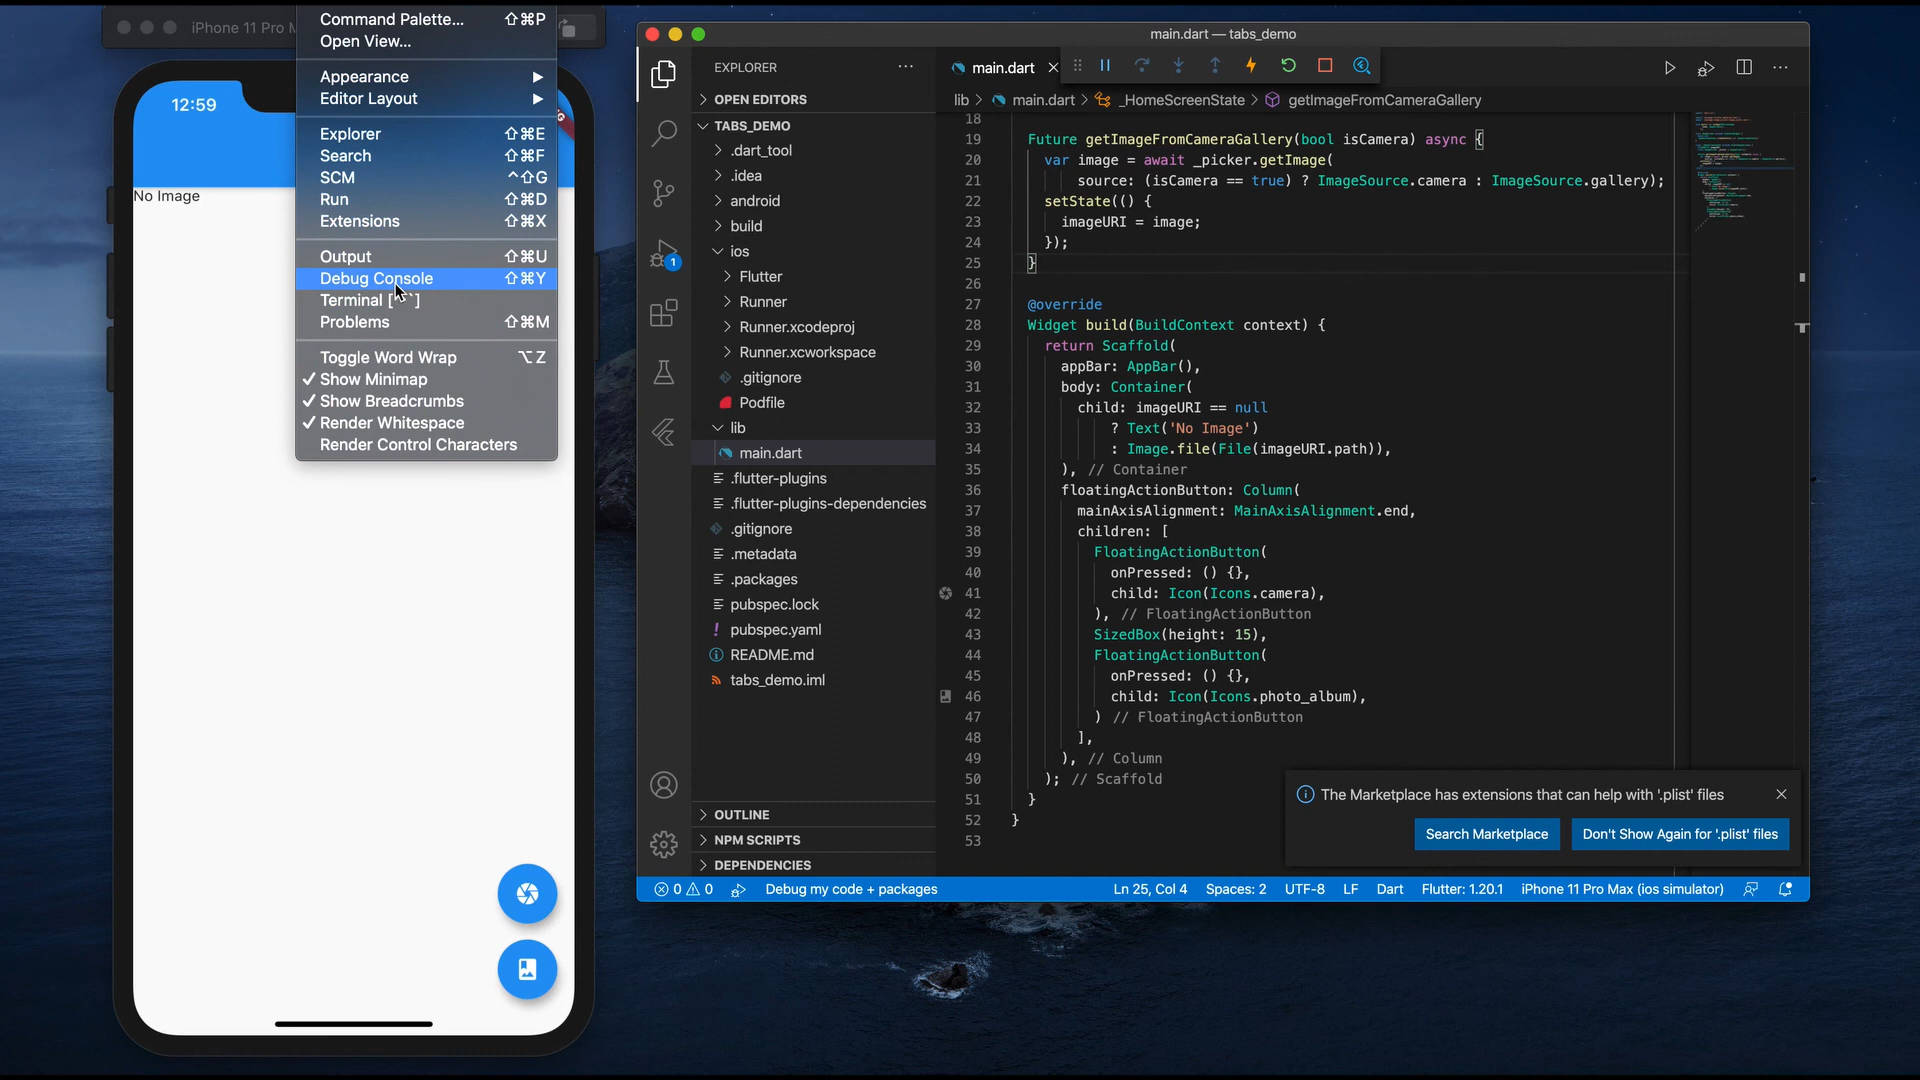 iPhone 11 Pro M
12:59
No Image
Command Palette... ⇧⌘P
Open View...
Appearance ▶
Editor Layout ▶
Explorer ⇧⌘E
Search ⇧⌘F
SCM ^⇧G
Run ⇧⌘D
Extensions ⇧⌘X
Output ⇧⌘U
Debug Console ⇧⌘Y
Terminal [^`]
Problems ⇧⌘M
Toggle Word Wrap ⌥Z
✓ Show Minimap
✓ Show Breadcrumbs
✓ Render Whitespace
Render Control Characters
main.dart — tabs_demo
EXPLORER ...
OPEN EDITORS
TABS_DEMO
.dart_tool
.idea
android
build
ios
Flutter
Runner
Runner.xcodeproj
Runner.xcworkspace
.gitignore
Podfile
lib
main.dart
.flutter-plugins
.flutter-plugins-dependencies
.gitignore
.metadata
.packages
pubspec.lock
! pubspec.yaml
README.md
tabs_demo.iml
OUTLINE
NPM SCRIPTS
DEPENDENCIES
1
main.dart
lib > main.dart > _HomeScreenState > getImageFromCameraGallery
18
19 Future getImageFromCameraGallery(bool isCamera) async {
20 var image = await _picker.getImage(
21 source: (isCamera == true) ? ImageSource.camera : ImageSource.gallery);
22 setState(() {
23 imageURI = image;
24 });
25 }
26
27 @override
28 Widget build(BuildContext context) {
29 return Scaffold(
30 appBar: AppBar(),
31 body: Container(
32 child: imageURI == null
33 ? Text('No Image')
34 : Image.file(File(imageURI.path)),
35 ), // Container
36 floatingActionButton: Column(
37 mainAxisAlignment: MainAxisAlignment.end,
38 children: [
39 FloatingActionButton(
40 onPressed: () {},
41 child: Icon(Icons.camera),
42 ), // FloatingActionButton
43 SizedBox(height: 15),
44 FloatingActionButton(
45 onPressed: () {},
46 child: Icon(Icons.photo_album),
47 ) // FloatingActionButton
48 ],
49 ), // Column
50 ); // Scaffold
51 }
52 }
53
The Marketplace has extensions that can help with '.plist' files
Search Marketplace Don't Show Again for '.plist' files
0 0 Debug my code + packages Ln 25, Col 4 Spaces: 2 UTF-8 LF Dart Flutter: 1.20.1 iPhone 11 Pro Max (ios simulator)